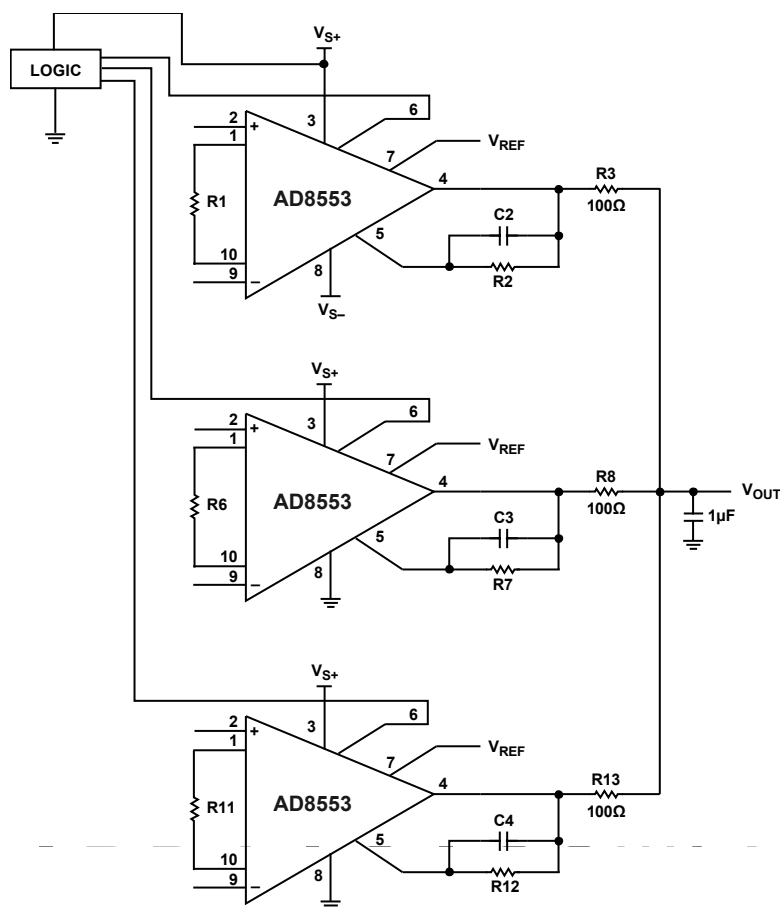 LOGIC
VS+
2
1
+
3
6
7
VREF
4
R1
AD8553
R3
100Ω
C2
5
R2
10
9
–
8
VS–
VS+
2
1
+
3
6
7
VREF
4
R6
AD8553
R8
100Ω
VOUT
1µF
C3
5
R7
10
9
–
8
VS+
2
1
+
3
6
7
VREF
4
R11
AD8553
R13
100Ω
C4
5
R12
10
9
–
8